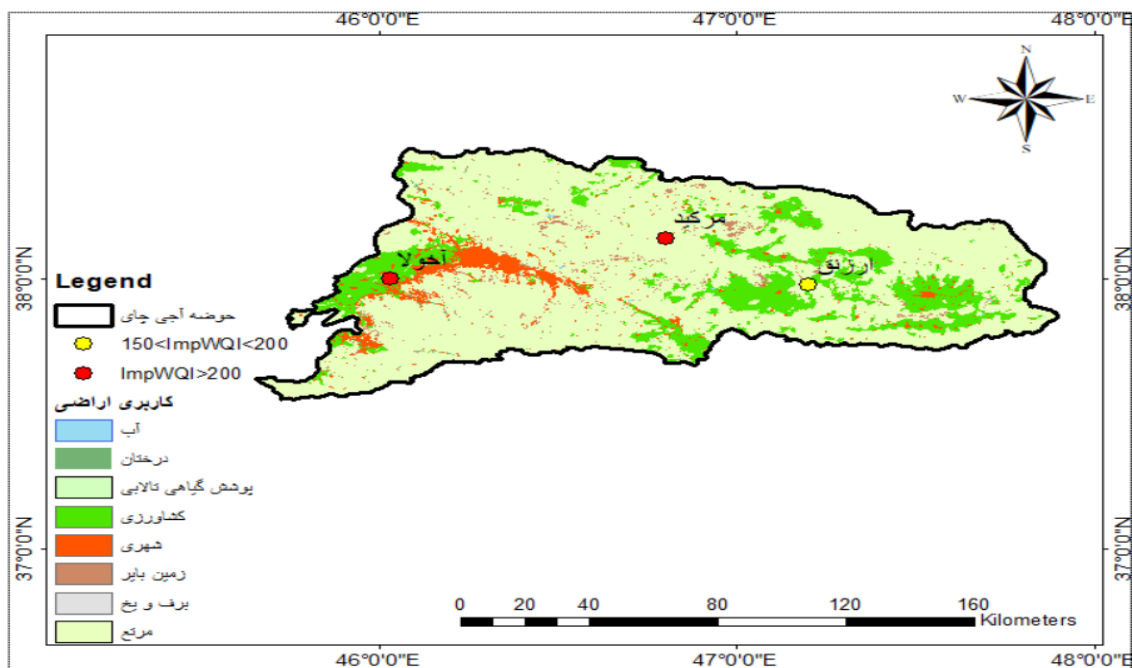 46°0'0"E 47°0'0"E 48°0'0"E
N
W E
S
مرکید
آخولا
ارزنق
38°0'0"N
38°0'0"N
Legend
حوضه آجی چای
150<ImpWQI<200
ImpWQI>200
کاربری اراضی
آب
درختان
پوشش گیاهی تالابی
کشاورزی
شهری
زمین بایر
برف و یخ
مرتع
37°0'0"N
37°0'0"N
0 20 40 80 120 160
Kilometers
46°0'0"E 47°0'0"E 48°0'0"E